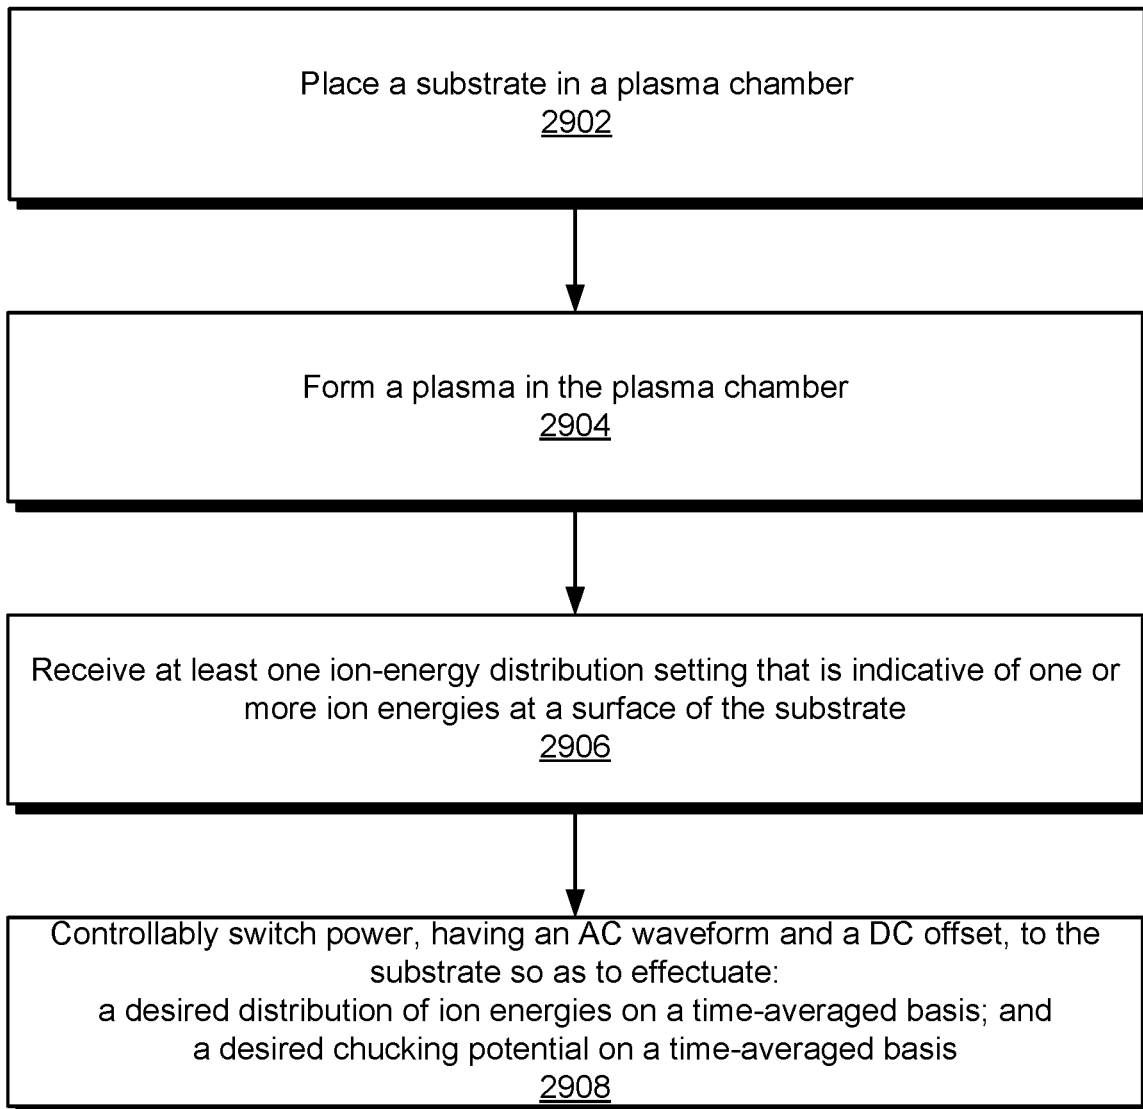 Place a substrate in a plasma chamber
2902
Form a plasma in the plasma chamber
2904
Receive at least one ion-energy distribution setting that is indicative of one or
more ion energies at a surface of the substrate
2906
Controllably switch power, having an AC waveform and a DC offset, to the
substrate so as to effectuate:
a desired distribution of ion energies on a time-averaged basis; and
a desired chucking potential on a time-averaged basis
2908